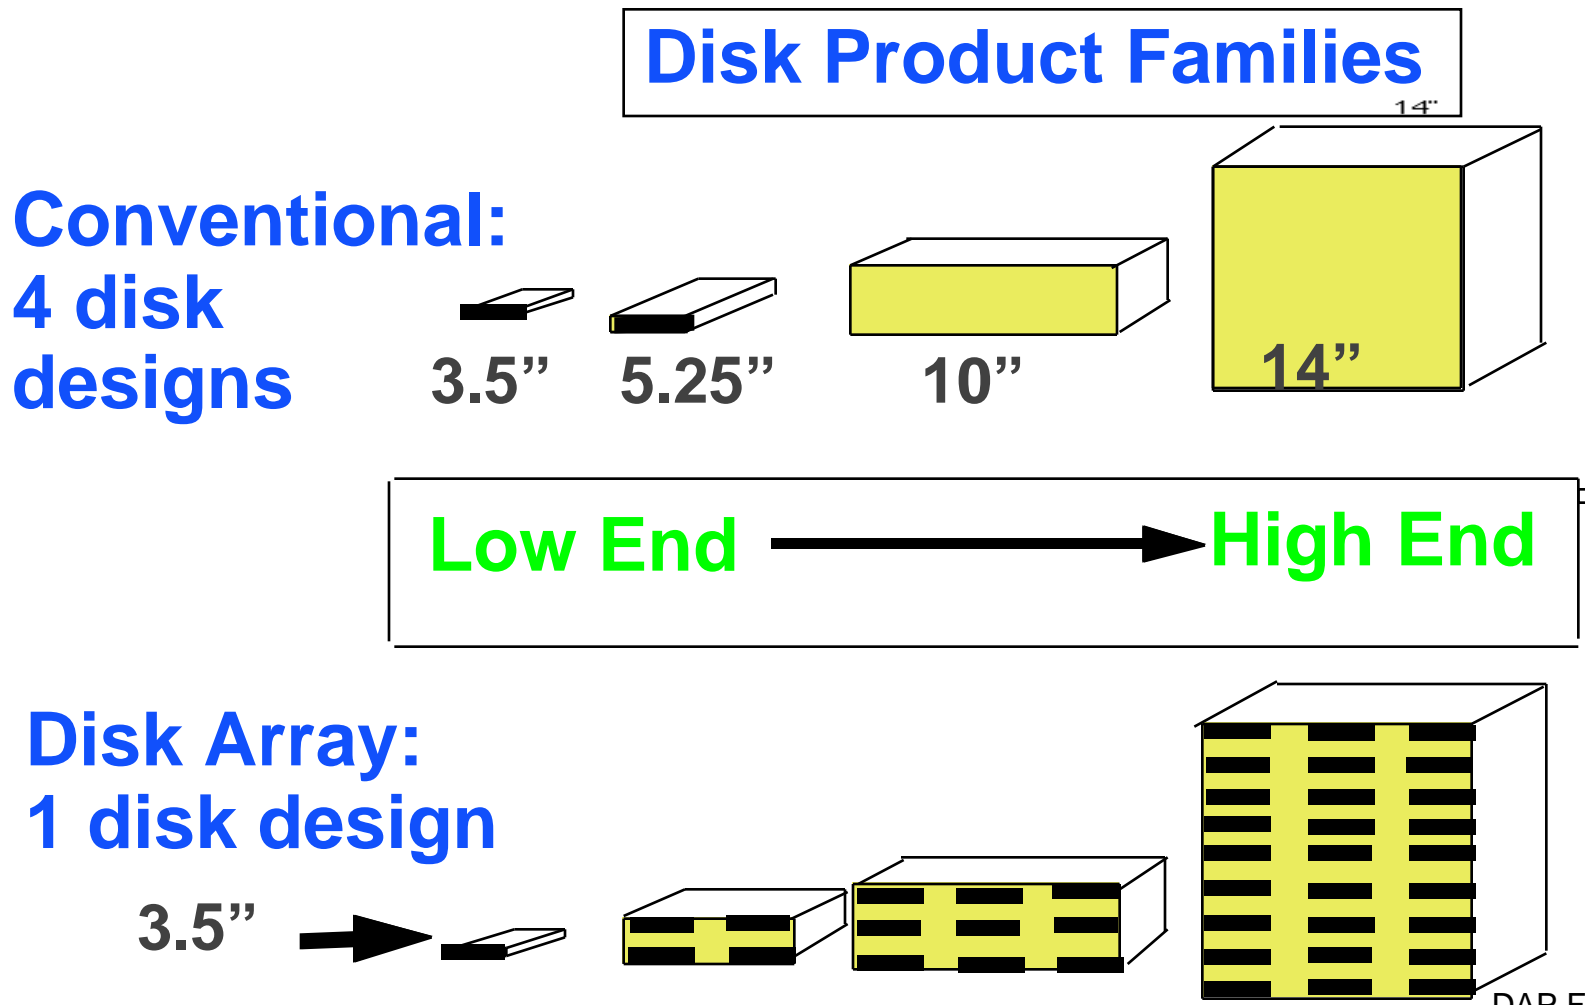 Disk Product Families
14"
Conventional:
4 disk
designs
3.5” 5.25” 10” 14”
Low End High End
Disk Array:
1 disk design
3.5”